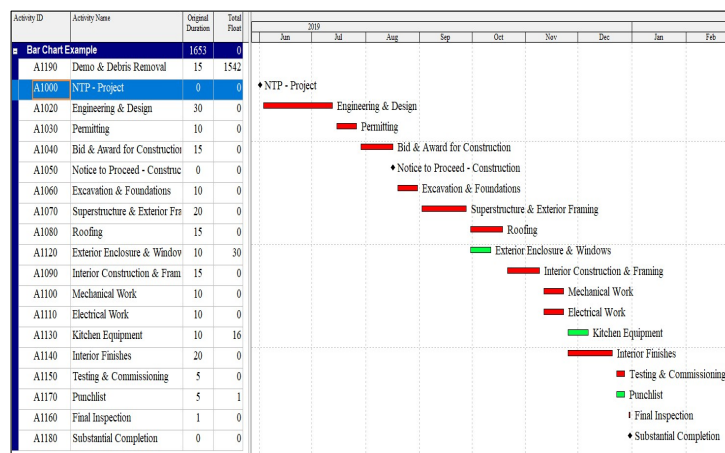 Activity ID Activity Name Original Duration Total Float 2019
Jun Jul Aug Sep Oct Nov Dec Jan Feb
Bar Chart Example 1653 0
A1190 Demo & Debris Removal 15 1542
A1000 NTP - Project 0 0 NTP - Project
A1020 Engineering & Design 30 0 Engineering & Design
A1030 Permitting 10 0 Permitting
A1040 Bid & Award for Construction 15 0 Bid & Award for Construction
A1050 Notice to Proceed - Construc 0 0 Notice to Proceed - Construction
A1060 Excavation & Foundations 10 0 Excavation & Foundations
A1070 Superstructure & Exterior Fra 20 0 Superstructure & Exterior Framing
A1080 Roofing 15 0 Roofing
A1120 Exterior Enclosure & Window 10 30 Exterior Enclosure & Windows
A1090 Interior Construction & Fram 15 0 Interior Construction & Framing
A1100 Mechanical Work 10 0 Mechanical Work
A1110 Electrical Work 10 0 Electrical Work
A1130 Kitchen Equipment 10 16 Kitchen Equipment
A1140 Interior Finishes 20 0 Interior Finishes
A1150 Testing & Commissioning 5 0 Testing & Commissioning
A1170 Punchlist 5 1 Punchlist
A1160 Final Inspection 1 0 Final Inspection
A1180 Substantial Completion 0 0 Substantial Completion